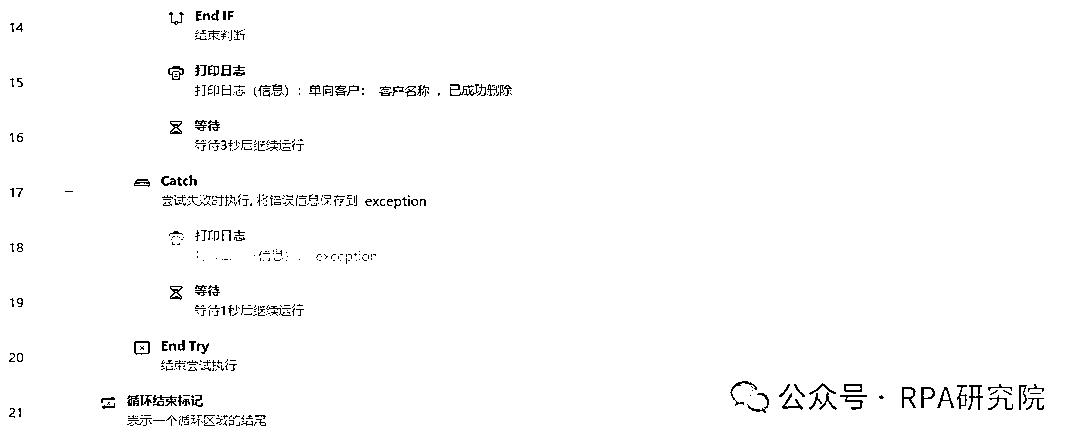 14
End IF
结束判断
15
打印日志
打印日志（信息）：单向客户： 客户名称 ，已成功删除
16
等待
等待3秒后继续运行
17
Catch
尝试失败时执行, 将错误信息保存到 exception
18
打印日志
信息） exception
19
等待
等待1秒后继续运行
20
End Try
结束尝试执行
21
循环结束标记
表示一个循环区域的结尾
公众号 · RPA研究院